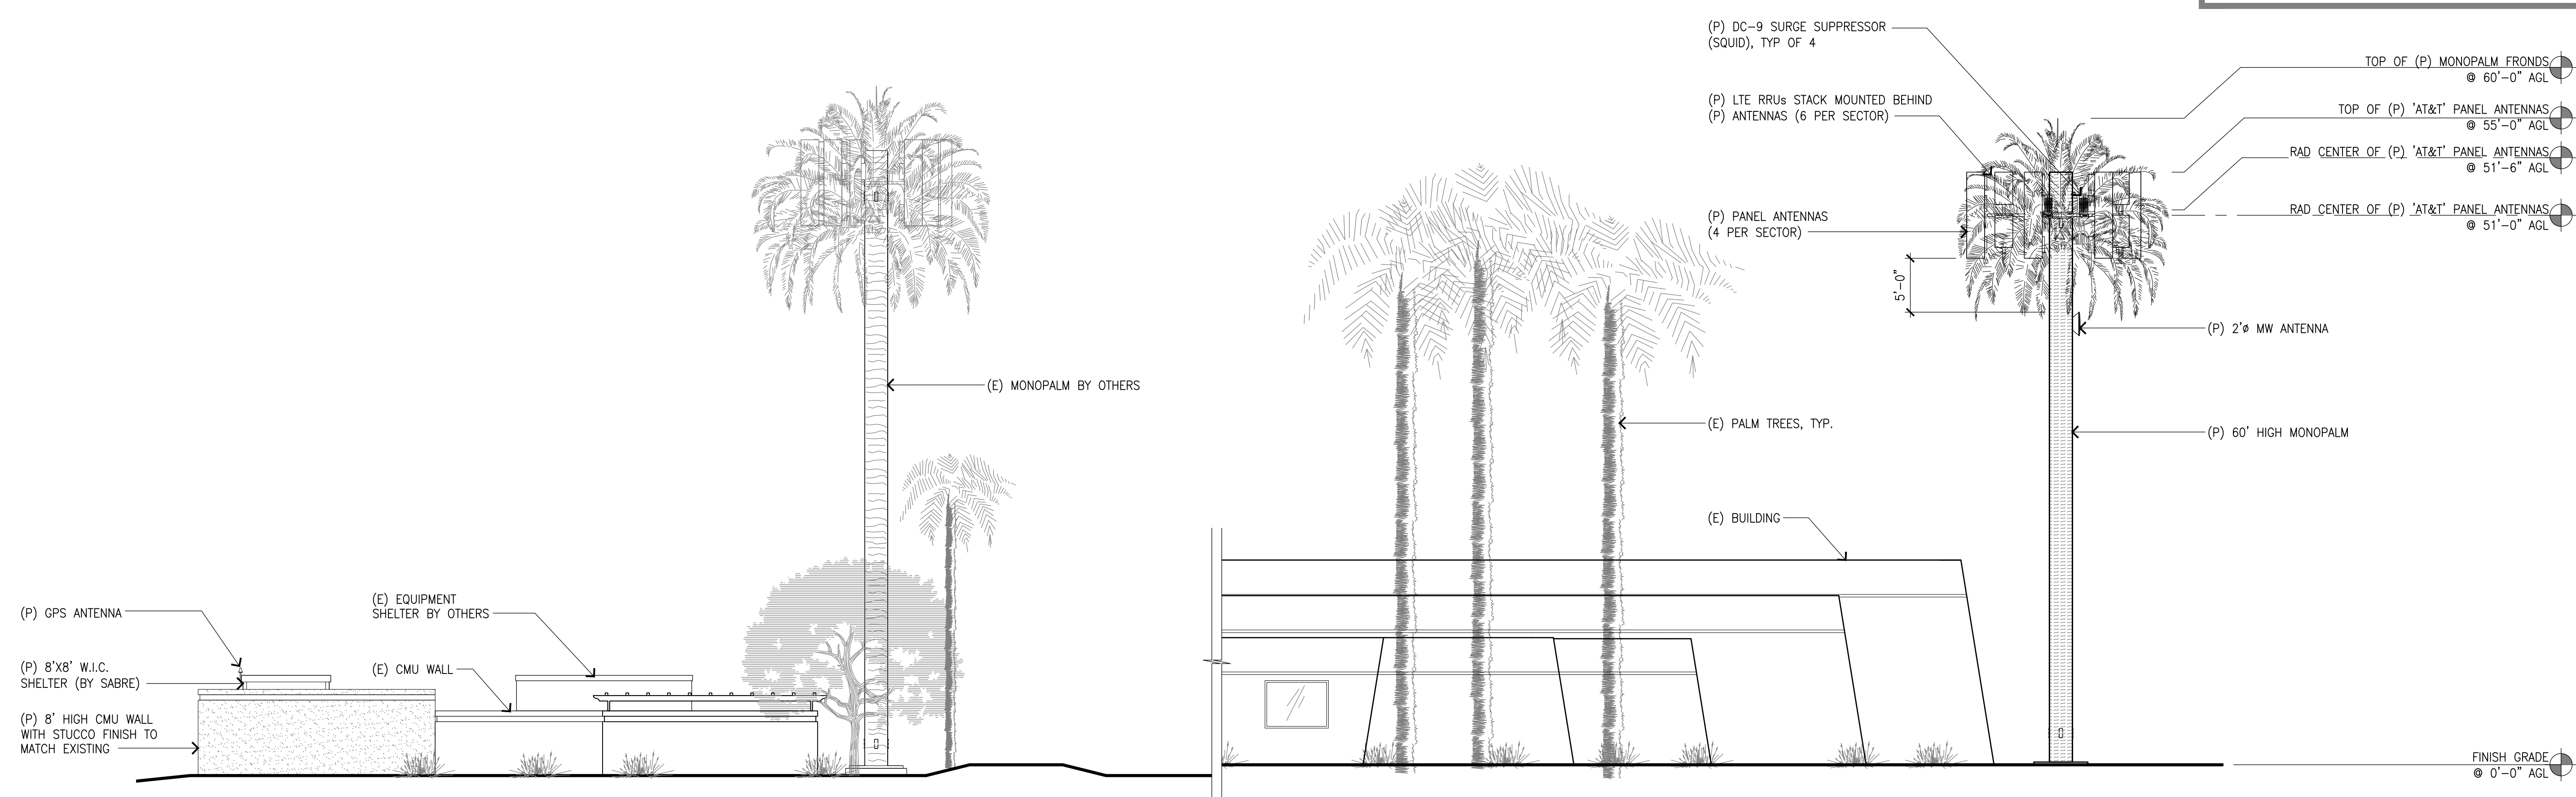 (P) DC-9 SURGE SUPPRESSOR
(SQUID), TYP OF 4
(P) LTE RRUs STACK MOUNTED BEHIND
(P) ANTENNAS (6 PER SECTOR)
(P) PANEL ANTENNAS
(4 PER SECTOR)
5'-0"
TOP OF (P) MONOPALM FRONDS
@ 60'-0" AGL
TOP OF (P) 'AT&T' PANEL ANTENNAS
@ 55'-0" AGL
RAD CENTER OF (P) 'AT&T' PANEL ANTENNAS
@ 51'-6" AGL
RAD CENTER OF (P) 'AT&T' PANEL ANTENNAS
@ 51'-0" AGL
(P) 2'ø MW ANTENNA
(E) MONOPALM BY OTHERS
(E) PALM TREES, TYP.
(P) 60' HIGH MONOPALM
(E) BUILDING
(P) GPS ANTENNA
(E) EQUIPMENT
SHELTER BY OTHERS
(P) 8'X8' W.I.C.
SHELTER (BY SABRE)
(E) CMU WALL
(P) 8' HIGH CMU WALL
WITH STUCCO FINISH TO
MATCH EXISTING
FINISH GRADE
@ 0'-0" AGL